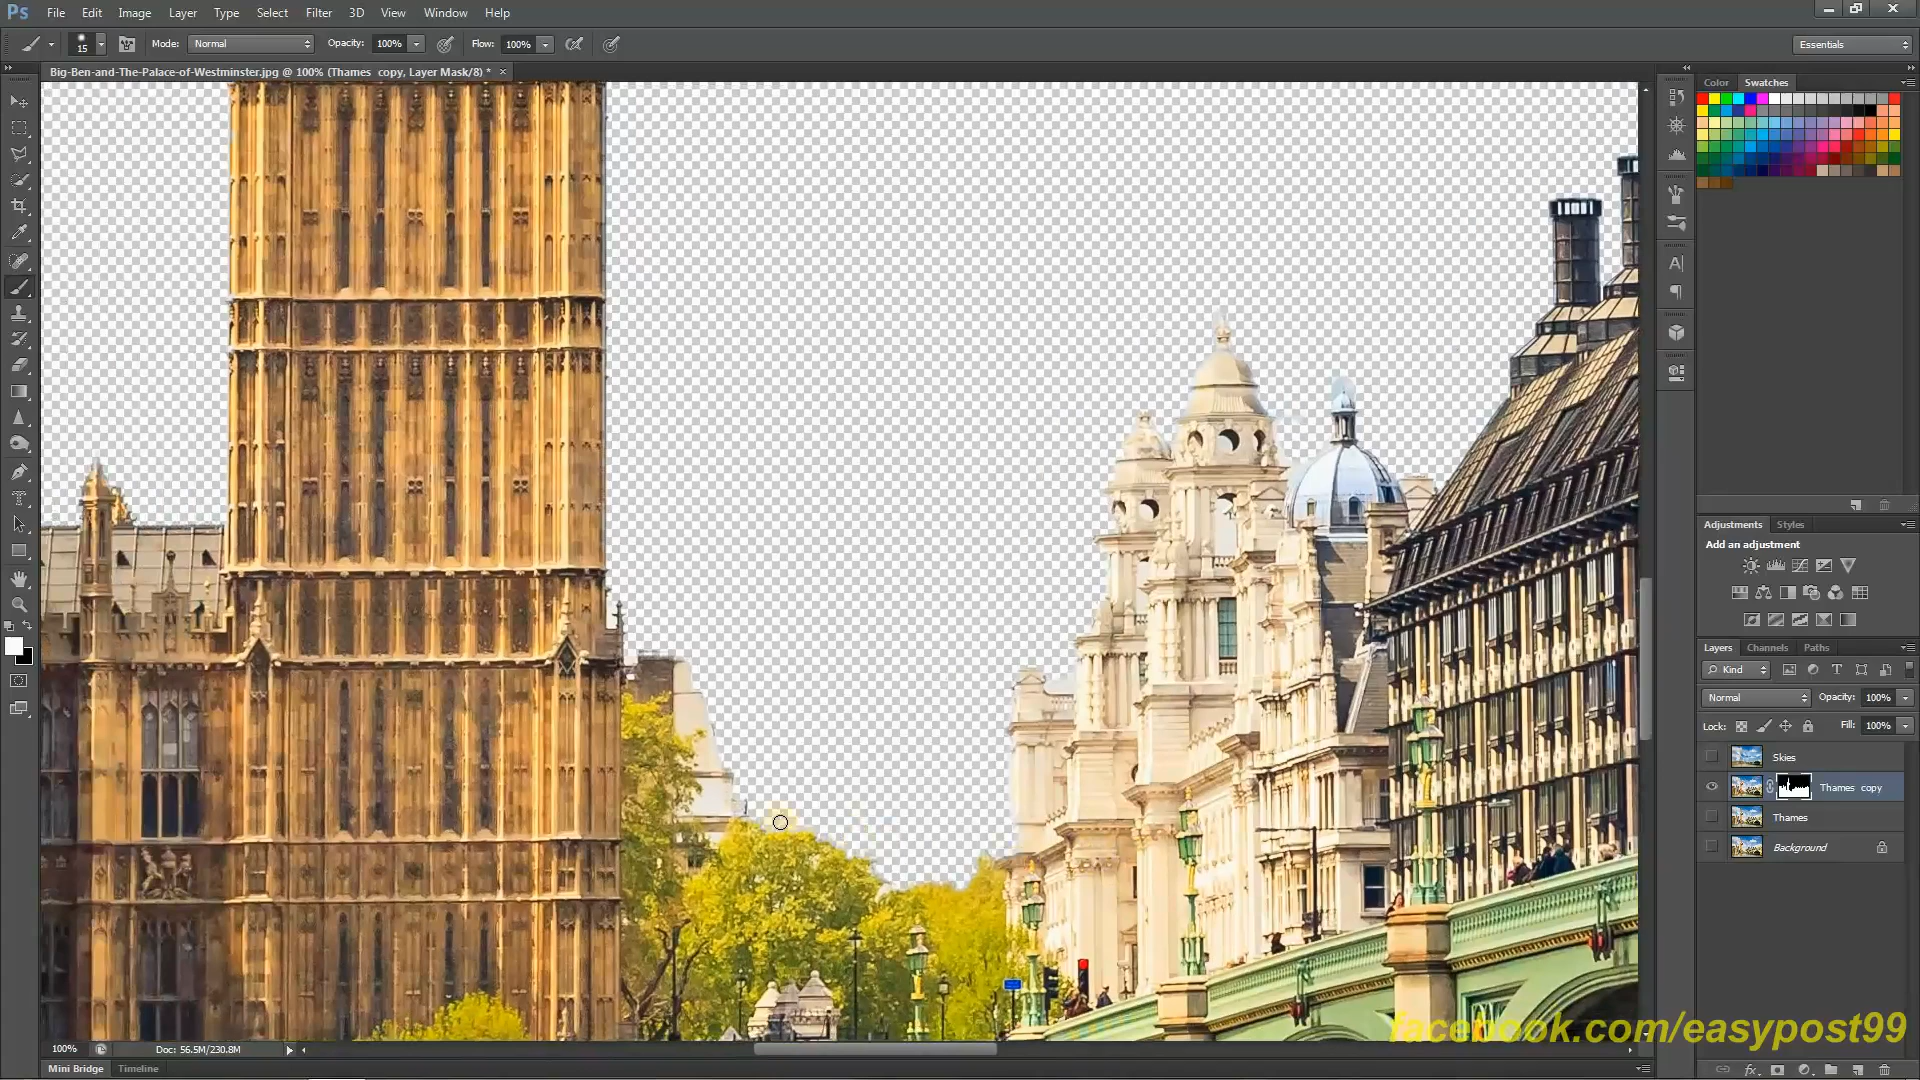 Ps File Edit Image Layer Type Select Filter 3D View Window Help
15 Mode: Normal Opacity: 100% Flow: 100% Essentials
Big-Ben-and-The-Palace-of-Westminster.jpg @ 100% (Thames copy, Layer Mask/8) * ×
Color Swatches
Adjustments Styles
Add an adjustment
Layers Channels Paths
Kind
Normal Opacity: 100%
Lock: Fill: 100%
Skies
Thames copy
Thames
Background
facebook.com/easypost99
100% Doc: 56.5M/230.8M
Mini Bridge Timeline